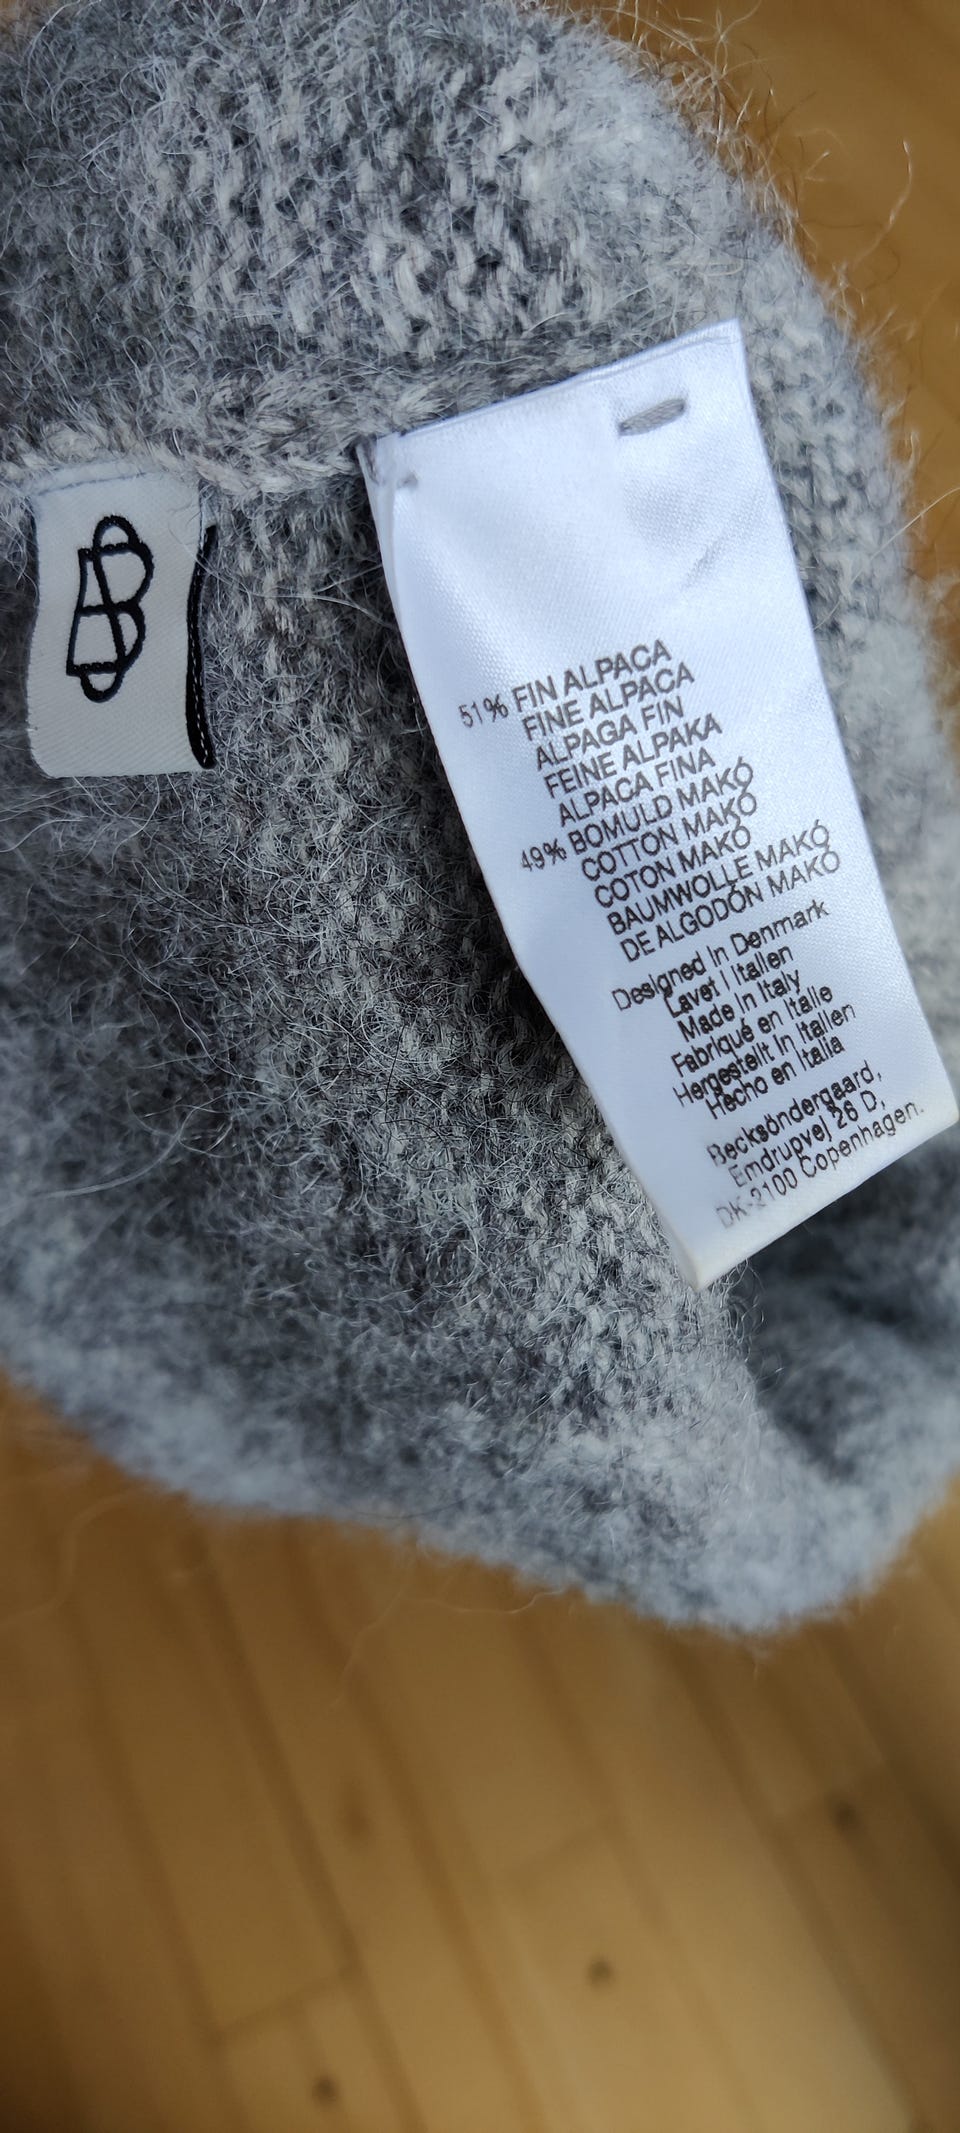 B
51% FIN ALPACA
FINE ALPACA
ALPAGA FIN
FEINE ALPAKA
ALPACA FINA
49% BOMULD MAKÓ
COTTON MAKÓ
COTON MAKÓ
BAUMWOLLE MAKÓ
DE ALGODÓN MAKÓ
Designed in Denmark
Lavet I Italien
Made In Italy
Fabriqué en Italie
Hergestellt In Italien
Hecho en Italia
Becksöndergaard,
Emdrupvej 26 D,
DK-2100 Copenhagen.